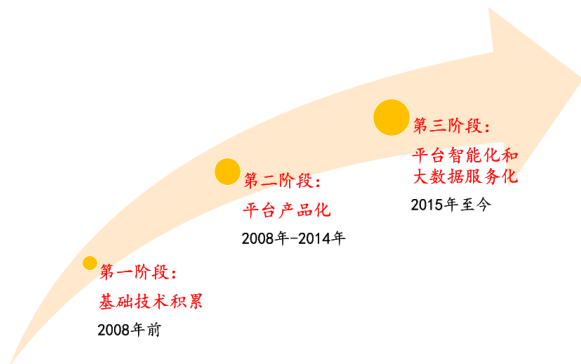 第一阶段：
基础技术积累
2008年前
第二阶段：
平台产品化
2008年-2014年
第三阶段：
平台智能化和
大数据服务化
2015年至今